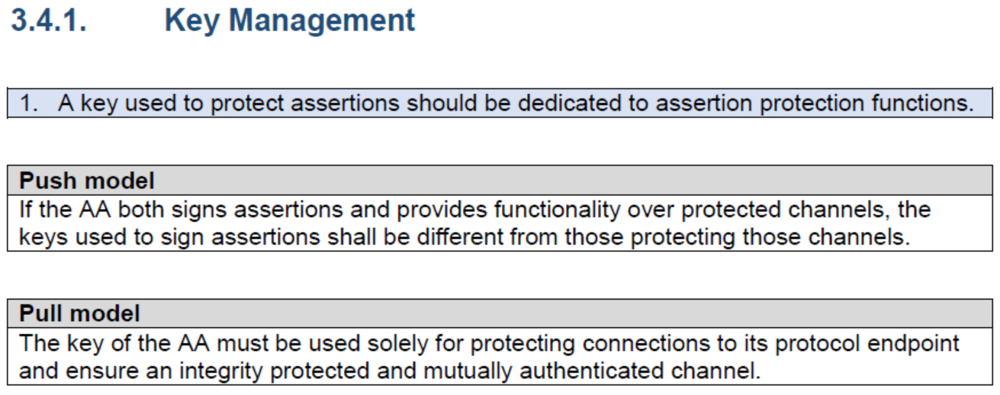 3.4.1. Key Management
1. A key used to protect assertions should be dedicated to assertion protection functions.
Push model
If the AA both signs assertions and provides functionality over protected channels, the
keys used to sign assertions shall be different from those protecting those channels.
Pull model
The key of the AA must be used solely for protecting connections to its protocol endpoint
and ensure an integrity protected and mutually authenticated channel.